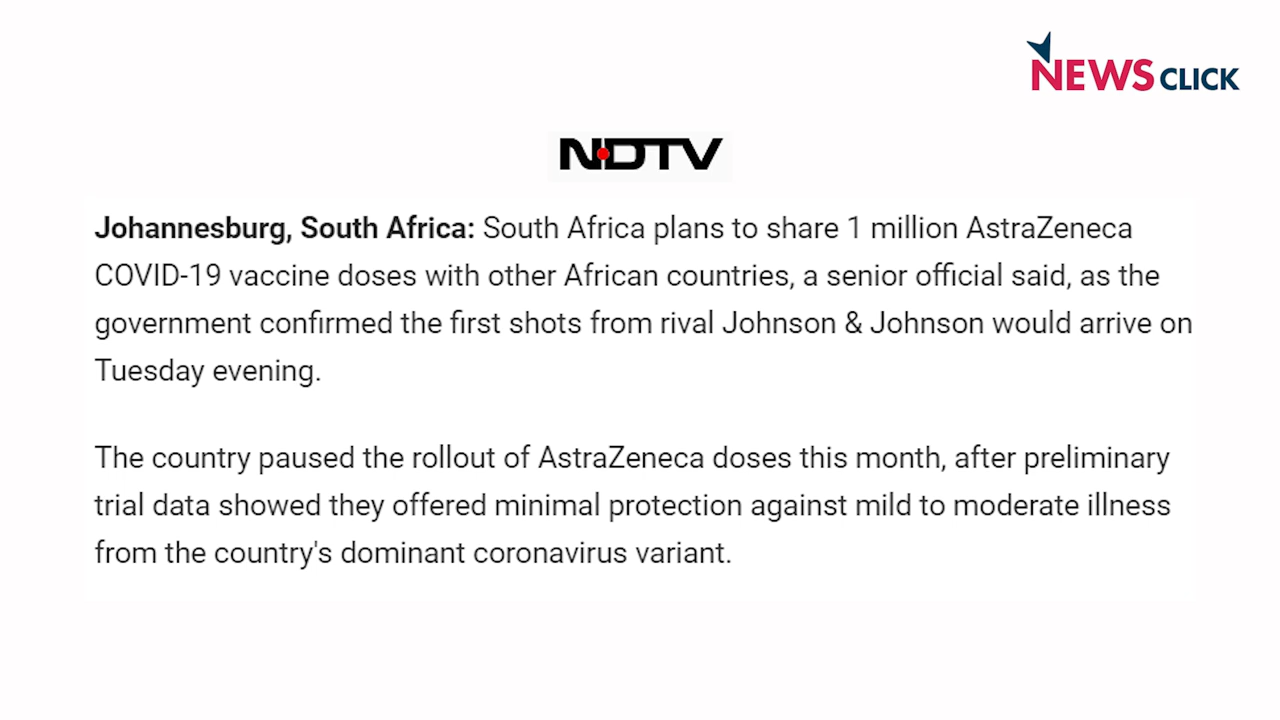 NEWS CLICK
NDTV
Johannesburg, South Africa: South Africa plans to share 1 million AstraZeneca
COVID-19 vaccine doses with other African countries, a senior official said, as the
government confirmed the first shots from rival Johnson & Johnson would arrive on
Tuesday evening.
The country paused the rollout of AstraZeneca doses this month, after preliminary
trial data showed they offered minimal protection against mild to moderate illness
from the country's dominant coronavirus variant.